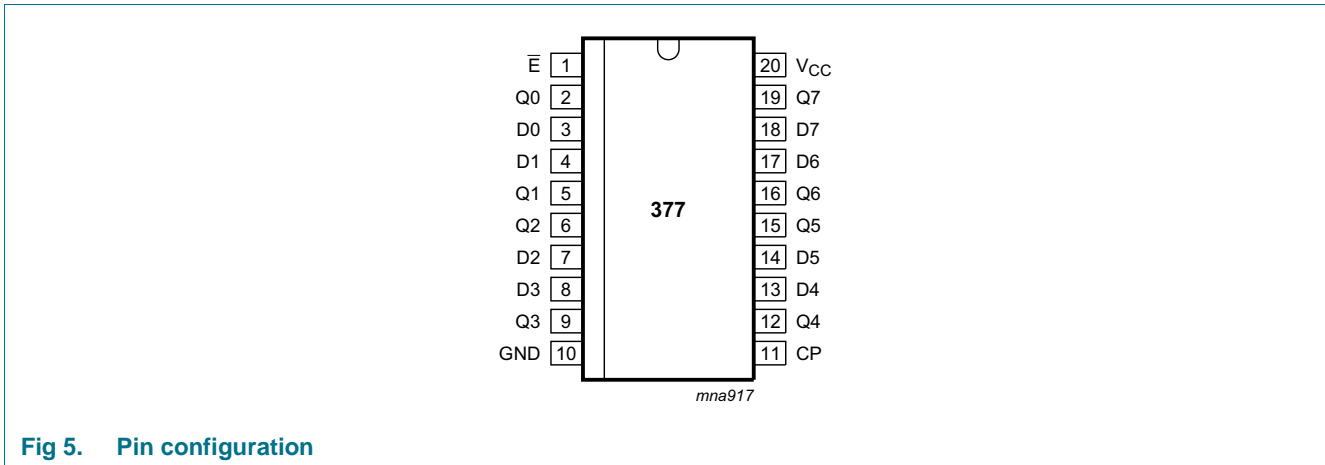 E̅ 1 20 VCC
Q0 2 19 Q7
D0 3 18 D7
D1 4 17 D6
Q1 5 16 Q6
377
Q2 6 15 Q5
D2 7 14 D5
D3 8 13 D4
Q3 9 12 Q4
GND 10 11 CP
mna917
Fig 5. Pin configuration